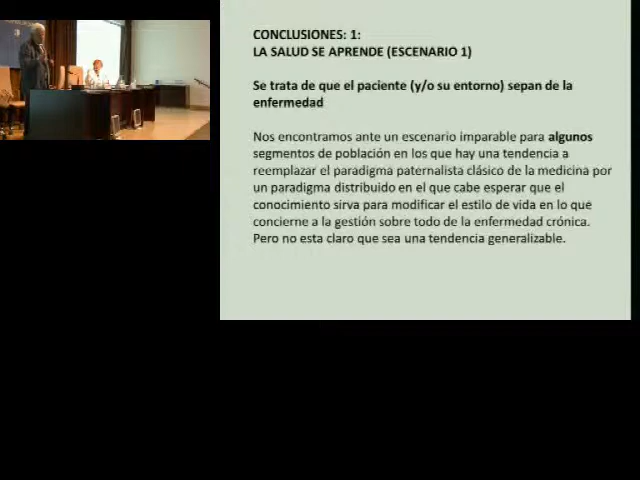 CONCLUSIONES: 1:
LA SALUD SE APRENDE (ESCENARIO 1)
Se trata de que el paciente (y/o su entorno) sepan de la
enfermedad
Nos encontramos ante un escenario imparable para algunos
segmentos de población en los que hay una tendencia a
reemplazar el paradigma paternalista clásico de la medicina por
un paradigma distribuido en el que cabe esperar que el
conocimiento sirva para modificar el estilo de vida en lo que
concierne a la gestión sobre todo de la enfermedad crónica.
Pero no esta claro que sea una tendencia generalizable.